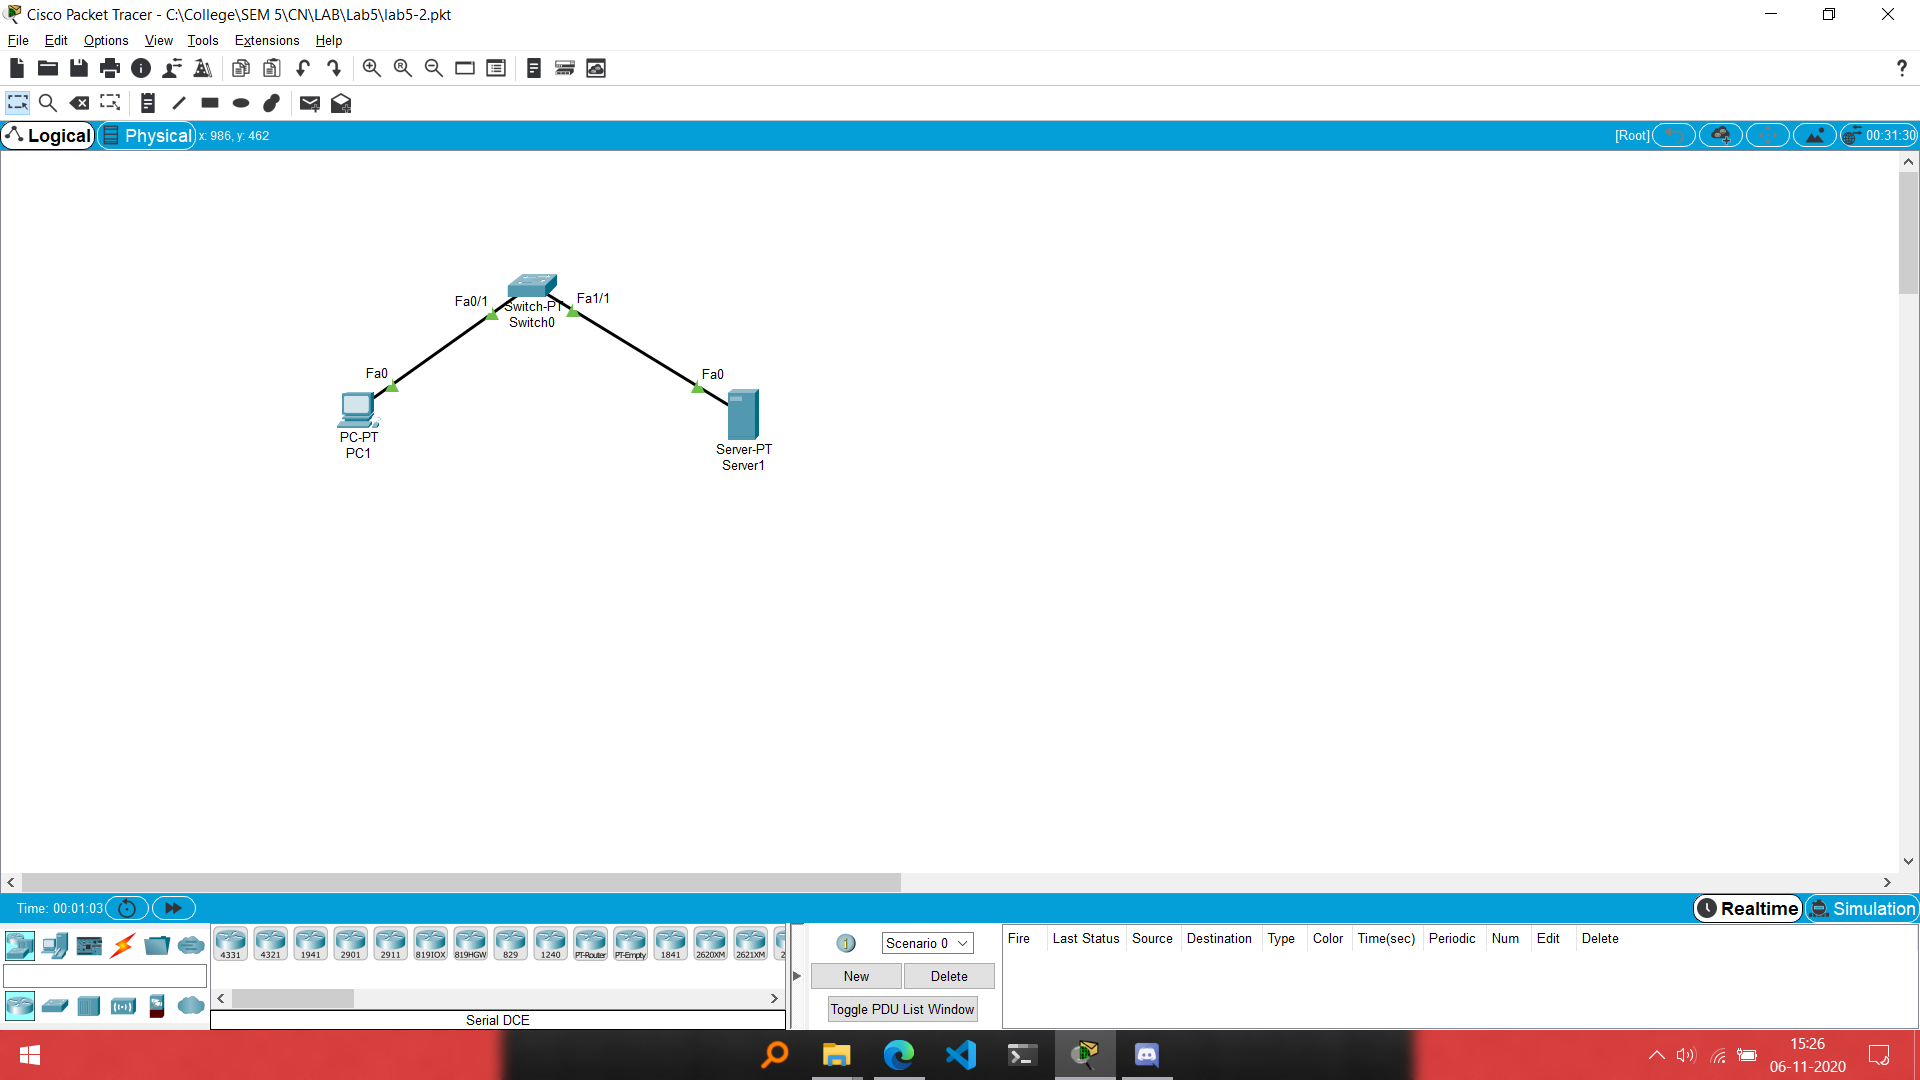 Cisco Packet Tracer - C:\College\SEM 5\CN\LAB\Lab5\lab5-2.pkt
File Edit Options View Tools Extensions Help
?
Logical Physical x: 986, y: 462 [Root] 00:31:30
Fa0/1 Fa1/1
Switch-PT
Switch0
Fa0 Fa0
PC-PT
PC1
Server-PT
Server1
Time: 00:01:03 Realtime Simulation
4331 4321 1941 2901 2911 819IOX 819HGW 829 1240 PT-Router PT-Empty 1841 2620XM 2621XM 2
Serial DCE
Scenario 0
New Delete
Toggle PDU List Window
Fire Last Status Source Destination Type Color Time(sec) Periodic Num Edit Delete
15:26
06-11-2020